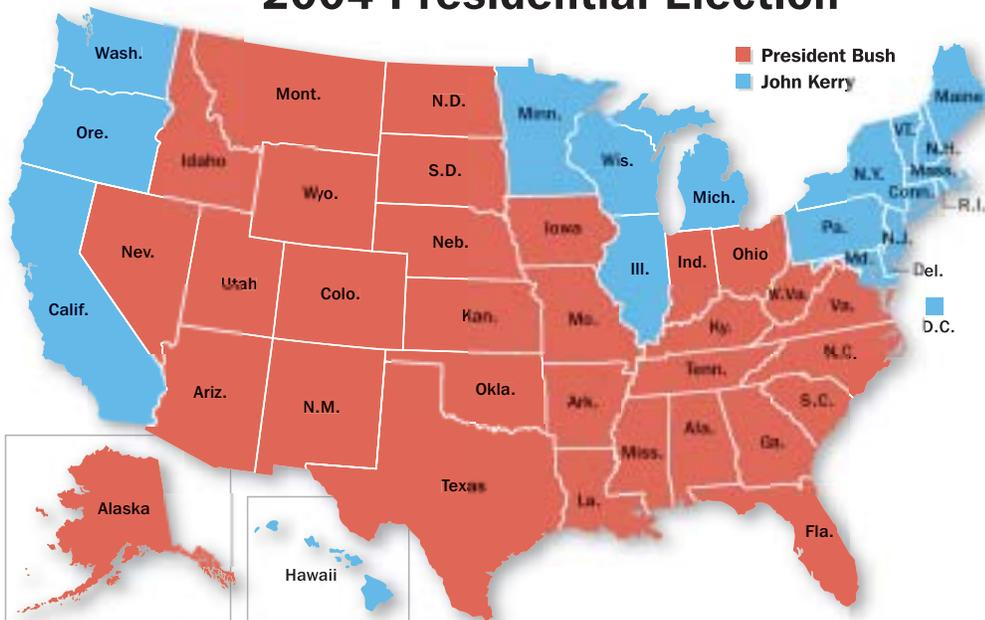 2004 Presidential Election
President Bush
John Kerry
Wash.
Ore.
Calif.
Nev.
Idaho
Mont.
Wyo.
Utah
Colo.
Ariz.
N.M.
N.D.
S.D.
Neb.
Kan.
Okla.
Texas
Minn.
Iowa
Mo.
Ark.
La.
Wis.
Ill.
Mich.
Ind.
Ohio
Ky.
Tenn.
Miss.
Ala.
Ga.
Fla.
S.C.
N.C.
Va.
W.Va.
Pa.
N.Y.
VT.
N.H.
Maine
Mass.
Conn.
R.I.
N.J.
Md.
Del.
D.C.
Alaska
Hawaii